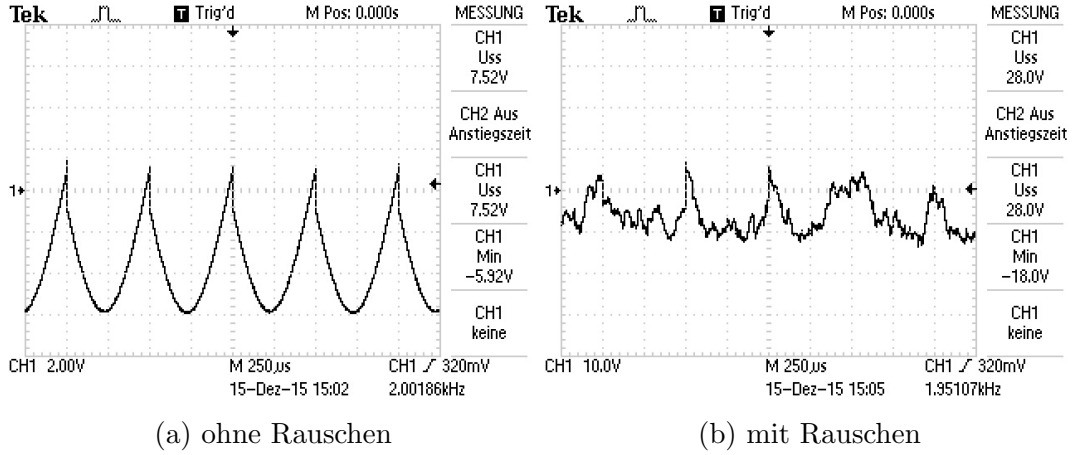 Tek T Trig'd M Pos: 0.000s MESSUNG
CH1
Uss
7.52V
CH2 Aus
Anstiegszeit
CH1
Uss
7.52V
CH1
Min
−5.92V
CH1
keine
1
CH1 2.00V M 250µs CH1 320mV
15-Dez-15 15:02 2.00186kHz
(a) ohne Rauschen
Tek T Trig'd M Pos: 0.000s MESSUNG
CH1
Uss
28.0V
CH2 Aus
Anstiegszeit
CH1
Uss
28.0V
CH1
Min
−18.0V
CH1
keine
1
CH1 10.0V M 250µs CH1 320mV
15-Dez-15 15:05 1.95107kHz
(b) mit Rauschen